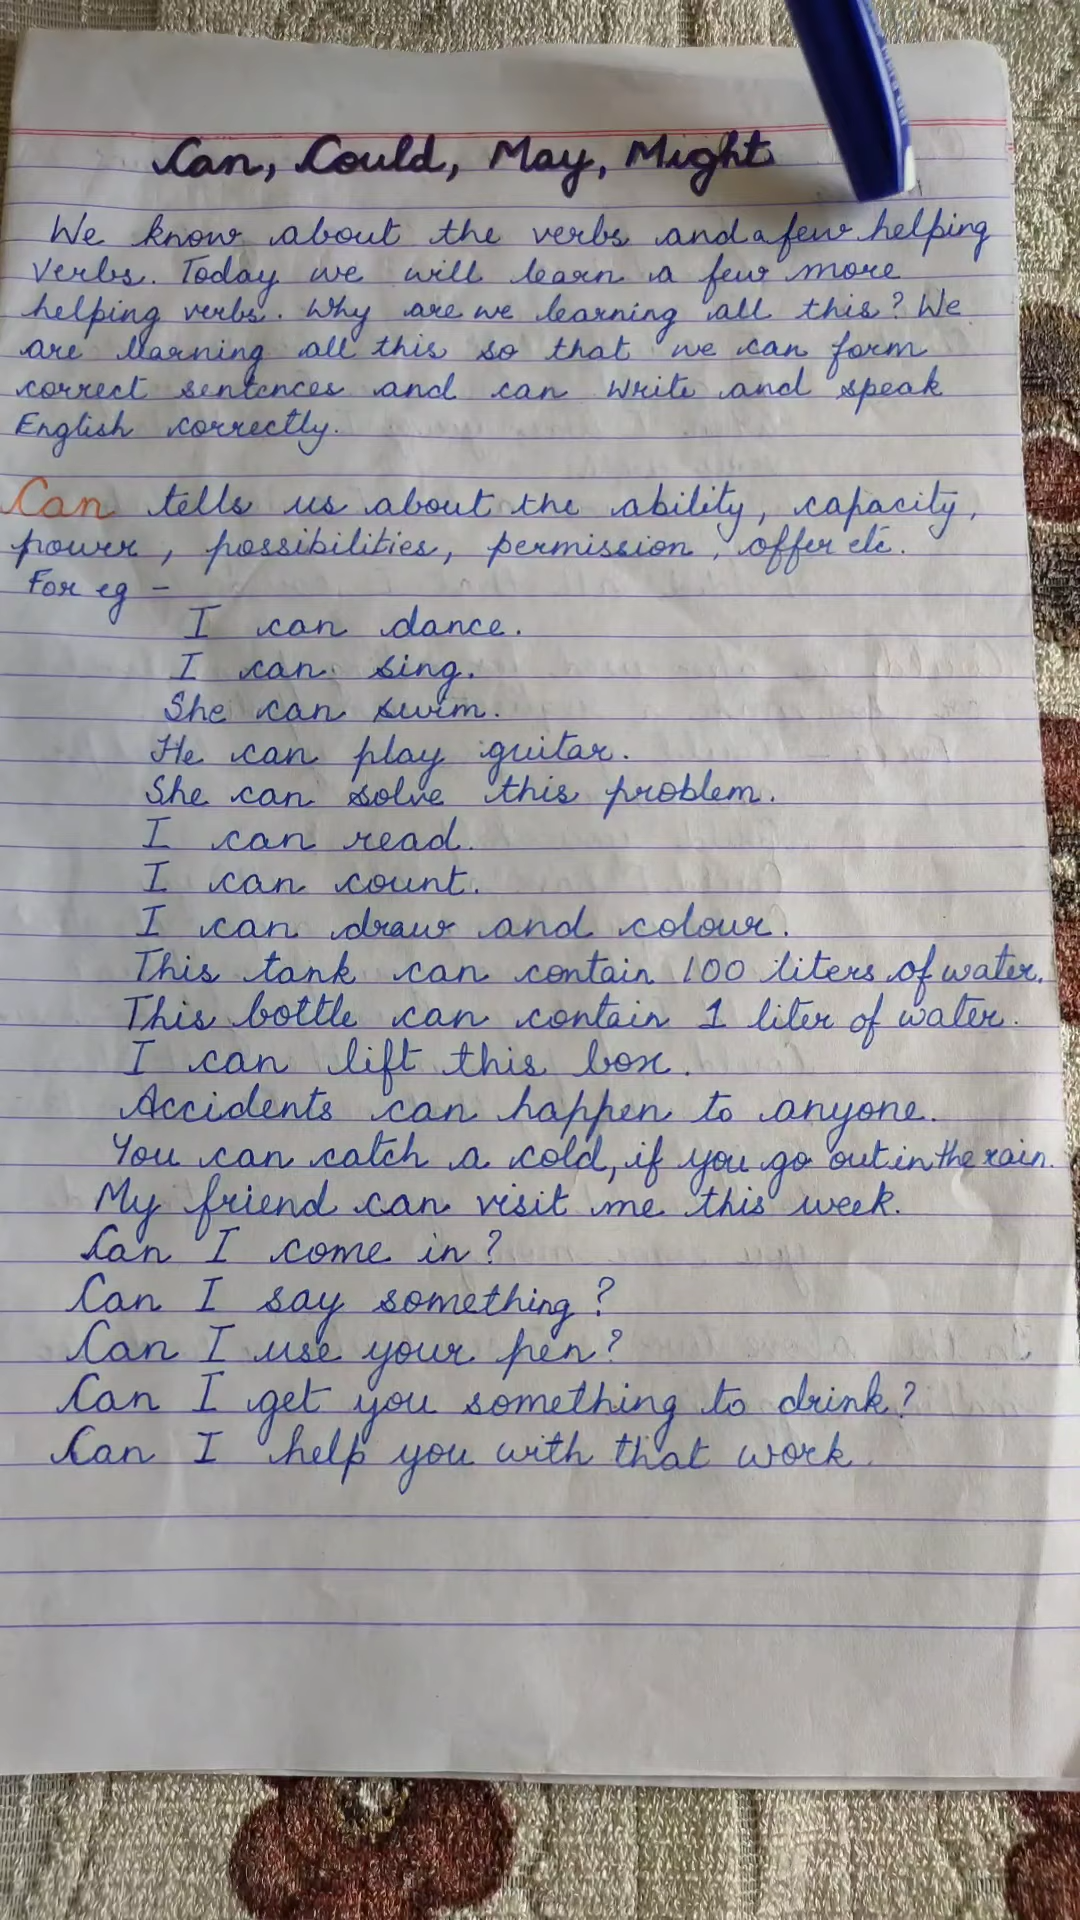 Can, Could, May, Might
We know about the verbs and a few helping
verbs. Today we will learn a few more
helping verbs. Why are we learning all this? We
are learning all this so that we can form
correct sentences and can write and speak
English correctly.
Can tells us about the ability, capacity,
power, possibilities, permission, offer etc.
For eg -
I can dance.
I can sing.
She can swim.
He can play guitar.
She can solve this problem.
I can read.
I can count.
I can draw and colour.
This tank can contain 100 liters of water.
This bottle can contain 1 liter of water.
I can lift this box.
Accidents can happen to anyone.
You can catch a cold, if you go out in the rain.
My friend can visit me this week.
Can I come in?
Can I say something?
Can I use your pen?
Can I get you something to drink?
Can I help you with that work